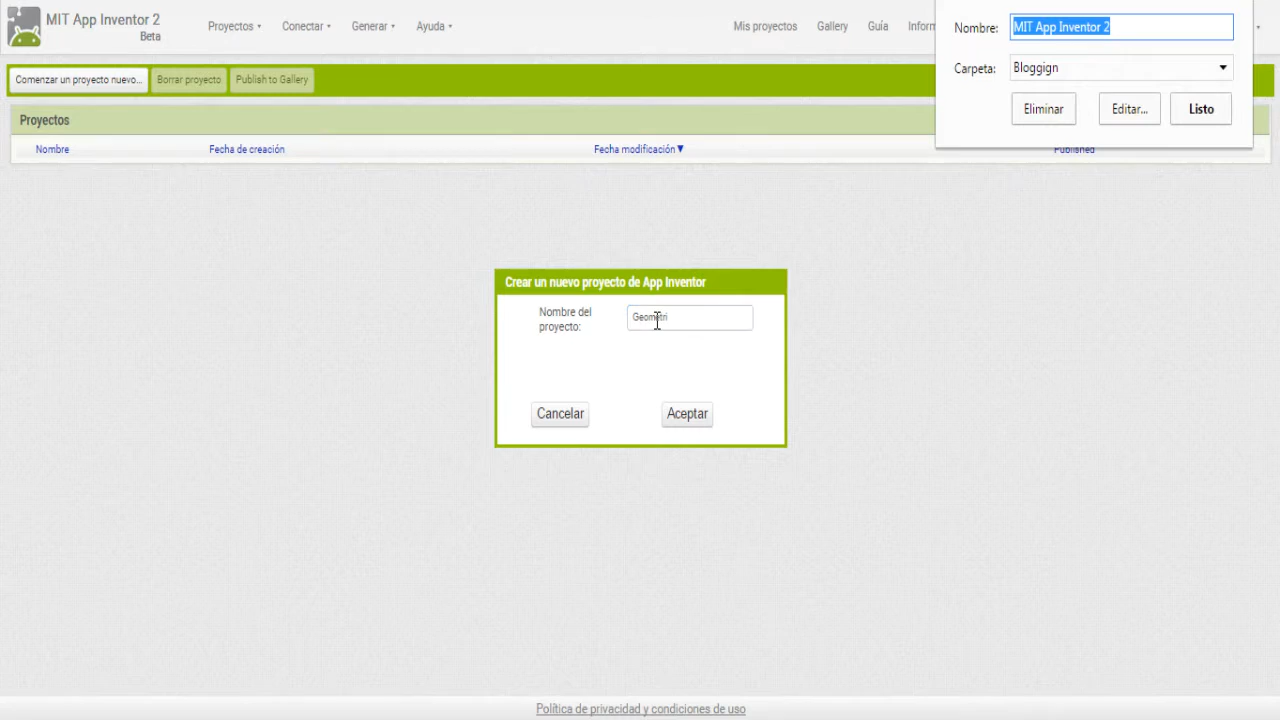 MIT App Inventor 2
Beta
Proyectos Conectar Generar Ayuda Mis proyectos Gallery Guía
Nombre: MIT App Inventor 2
Carpeta: Bloggign
Eliminar Editar... Listo
Comenzar un proyecto nuevo... Borrar proyecto Publish to Gallery
Proyectos
Nombre Fecha de creación Fecha modificación▼ Published
Crear un nuevo proyecto de App Inventor
Nombre del
proyecto:
Geometri
Cancelar Aceptar
Política de privacidad y condiciones de uso